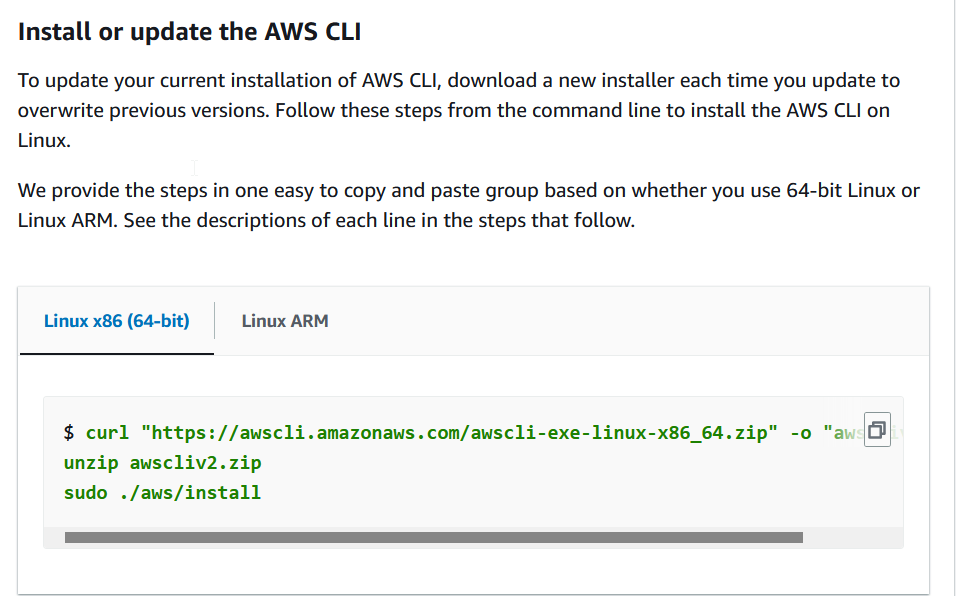 Install or update the AWS CLI
To update your current installation of AWS CLI, download a new installer each time you update to
overwrite previous versions. Follow these steps from the command line to install the AWS CLI on
Linux.
We provide the steps in one easy to copy and paste group based on whether you use 64-bit Linux or
Linux ARM. See the descriptions of each line in the steps that follow.
Linux x86 (64-bit) Linux ARM
$ curl "https://awscli.amazonaws.com/awscli-exe-linux-x86_64.zip" -o
unzip awscliv2.zip
sudo ./aws/install